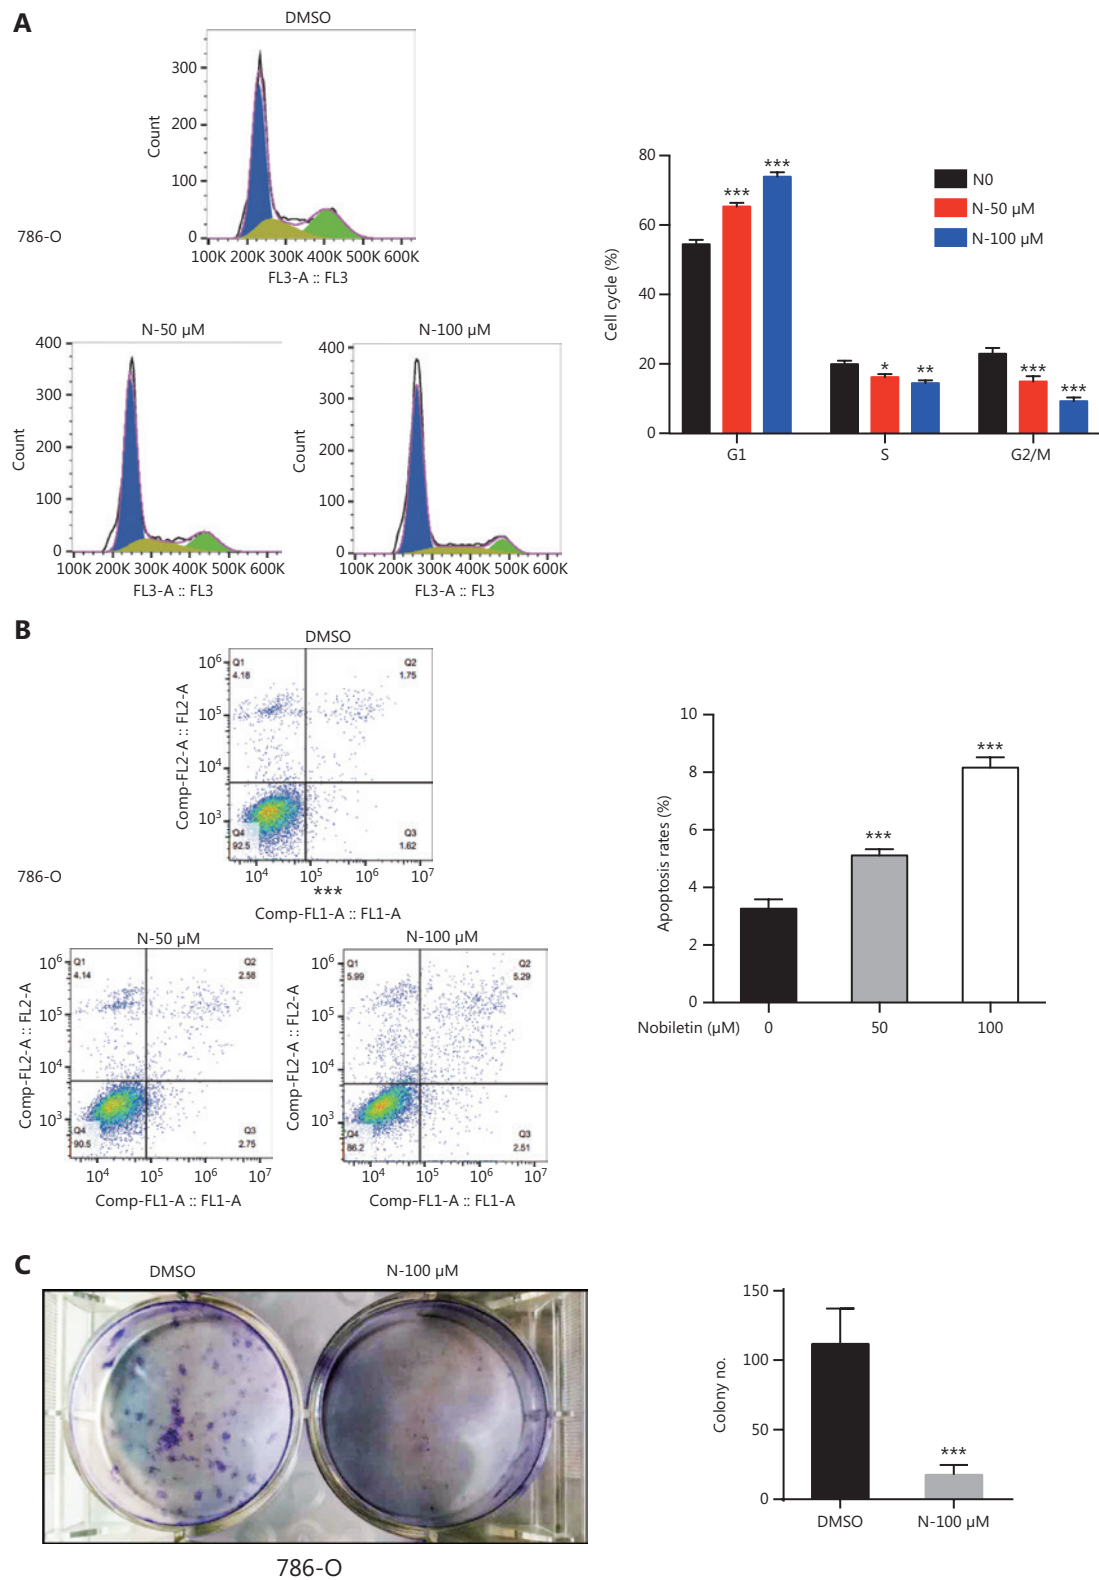 A
DMSO
300
200
100
0
Count
100K 200K 300K 400K 500K 600K
FL3-A :: FL3
786-O
N-50 µM
400
300
200
100
0
Count
100K 200K 300K 400K 500K 600K
FL3-A :: FL3
N-100 µM
400
300
200
100
0
Count
100K 200K 300K 400K 500K 600K
FL3-A :: FL3
80
60
40
20
0
Cell cycle (%)
*** ***
* **
*** ***
G1 S G2/M
N0
N-50 µM
N-100 µM
B
DMSO
Q1
4.18
Q2
1.75
Q4
92.5
Q3
1.62
10⁶
10⁵
10⁴
10³
Comp-FL2-A :: FL2-A
10⁴ 10⁵ 10⁶ 10⁷
***
Comp-FL1-A :: FL1-A
786-O
N-50 µM
Q1
4.14
Q2
2.58
Q4
90.5
Q3
2.75
10⁶
10⁵
10⁴
10³
Comp-FL2-A :: FL2-A
10⁴ 10⁵ 10⁶ 10⁷
Comp-FL1-A :: FL1-A
N-100 µM
Q1
5.99
Q2
5.29
Q4
86.2
Q3
2.51
10⁶
10⁵
10⁴
10³
Comp-FL2-A :: FL2-A
10⁴ 10⁵ 10⁶ 10⁷
Comp-FL1-A :: FL1-A
10
8
6
4
2
0
Apoptosis rates (%)
***
***
Nobiletin (µM) 0 50 100
C
DMSO N-100 µM
786-O
150
100
50
0
Colony no.
***
DMSO N-100 µM